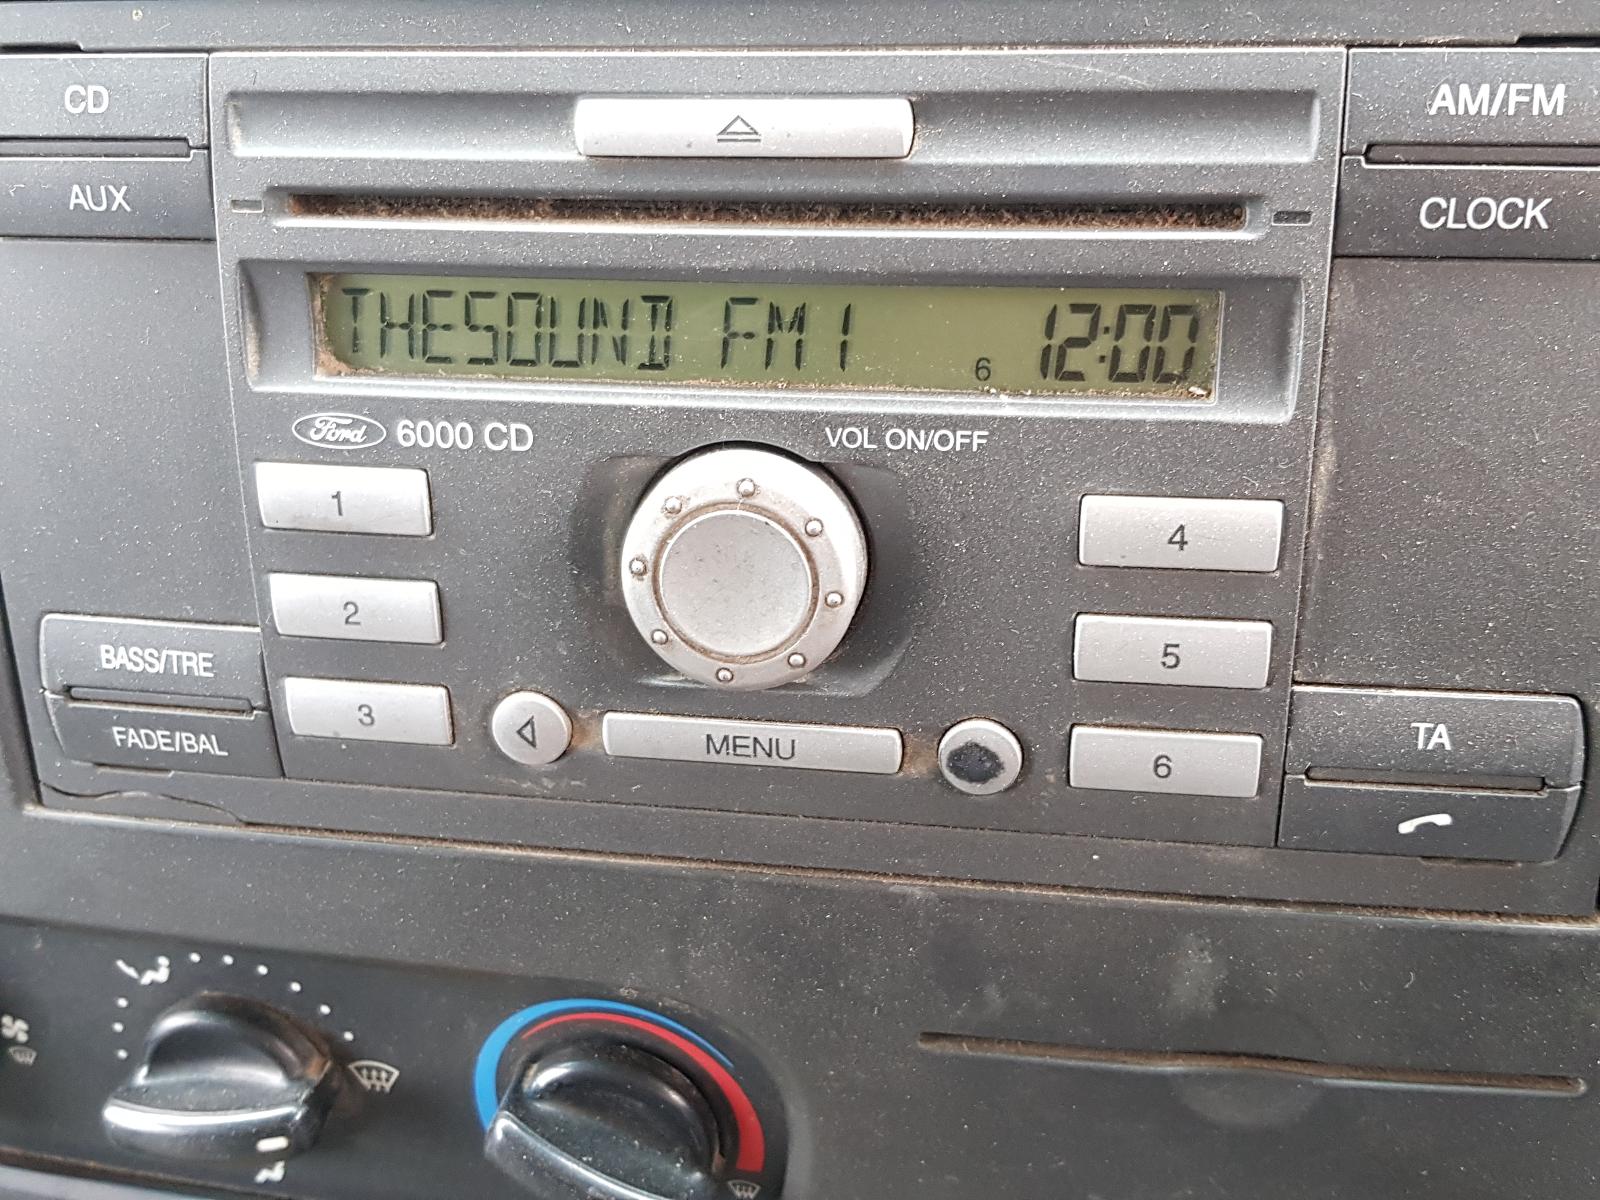 CD
AM/FM
AUX
CLOCK
THESOUND FM1 6 12:00
Ford 6000 CD
VOL ON/OFF
1
4
2
5
BASS/TRE
3
MENU
6
TA
FADE/BAL